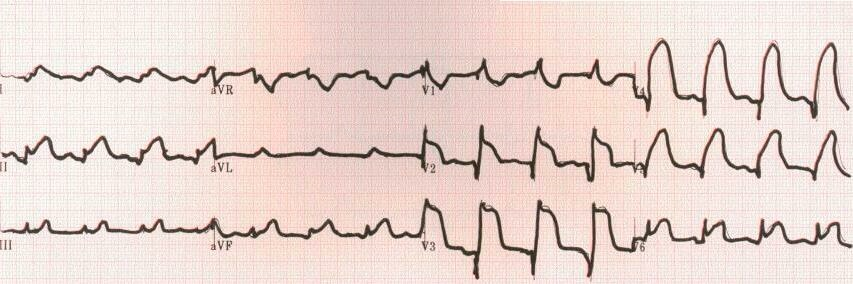 I aVR V1 V4
II aVL V2 V5
III aVF V3 V6